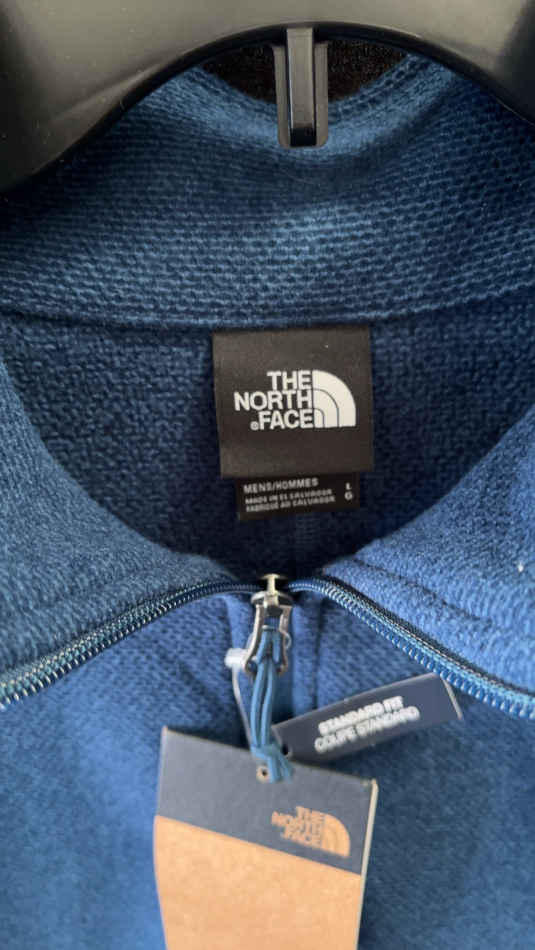 THE
NORTH
FACE
MENS/HOMMES L
MADE IN EL SALVADOR G
FABRIQUÉ AU SALVADOR
STANDARD FIT
COUPE STANDARD
THE
NORTH
FACE